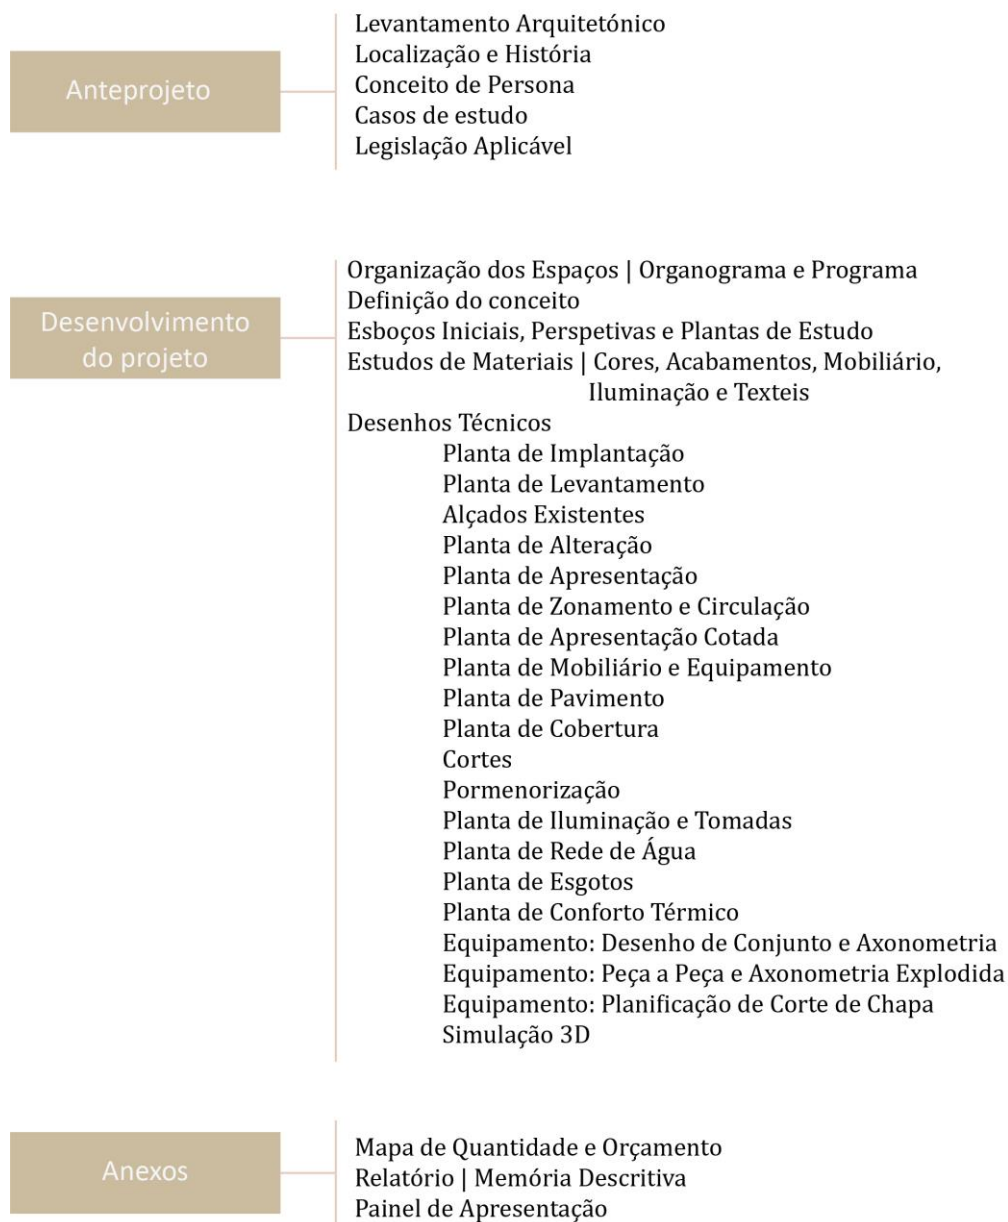 Anteprojeto
Levantamento Arquitetónico
Localização e História
Conceito de Persona
Casos de estudo
Legislação Aplicável
Desenvolvimento
do projeto
Organização dos Espaços | Organograma e Programa
Definição do conceito
Esboços Iniciais, Perspetivas e Plantas de Estudo
Estudos de Materiais | Cores, Acabamentos, Mobiliário,
Iluminação e Texteis
Desenhos Técnicos
Planta de Implantação
Planta de Levantamento
Alçados Existentes
Planta de Alteração
Planta de Apresentação
Planta de Zonamento e Circulação
Planta de Apresentação Cotada
Planta de Mobiliário e Equipamento
Planta de Pavimento
Planta de Cobertura
Cortes
Pormenorização
Planta de Iluminação e Tomadas
Planta de Rede de Água
Planta de Esgotos
Planta de Conforto Térmico
Equipamento: Desenho de Conjunto e Axonometria
Equipamento: Peça a Peça e Axonometria Explodida
Equipamento: Planificação de Corte de Chapa
Simulação 3D
Anexos
Mapa de Quantidade e Orçamento
Relatório | Memória Descritiva
Painel de Apresentação